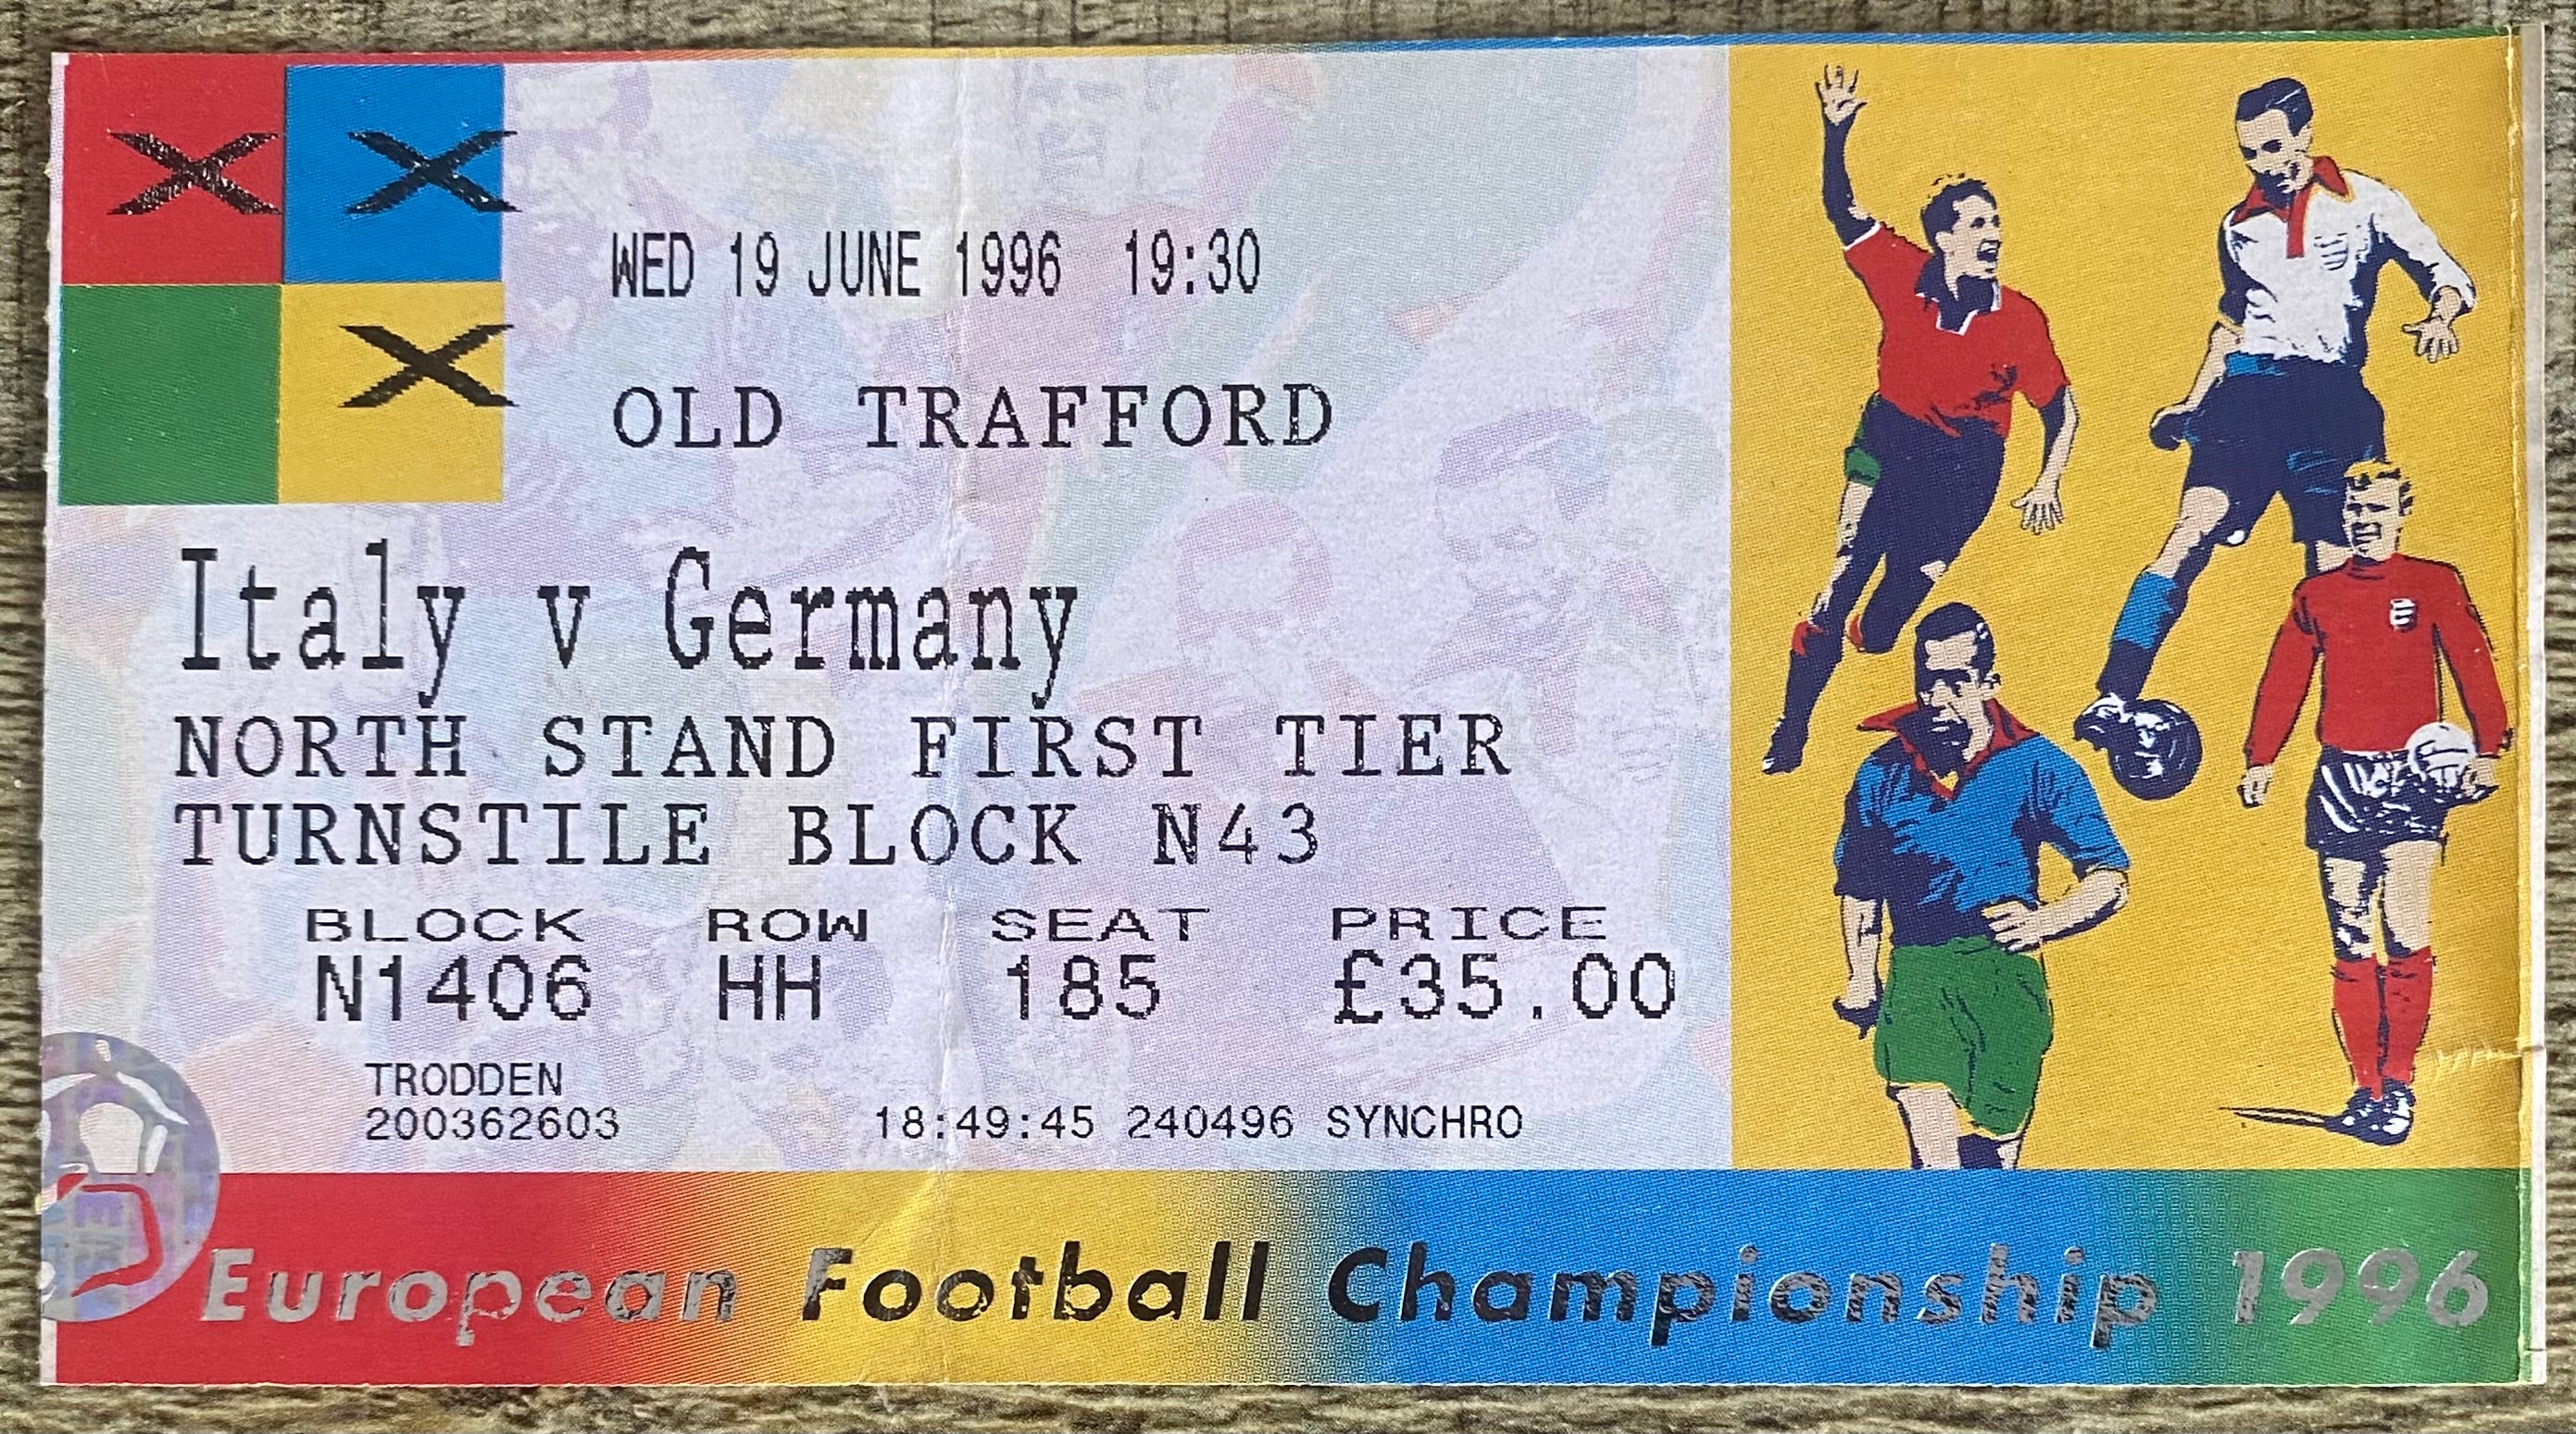 WED 19 JUNE 1996 19:30
OLD TRAFFORD
Italy v Germany
NORTH STAND FIRST TIER
TURNSTILE BLOCK N43
BLOCK ROW SEAT PRICE
N1406 HH 185 £35.00
TRODDEN
200362603 18:49:45 240496 SYNCHRO
European Football Championship 1996